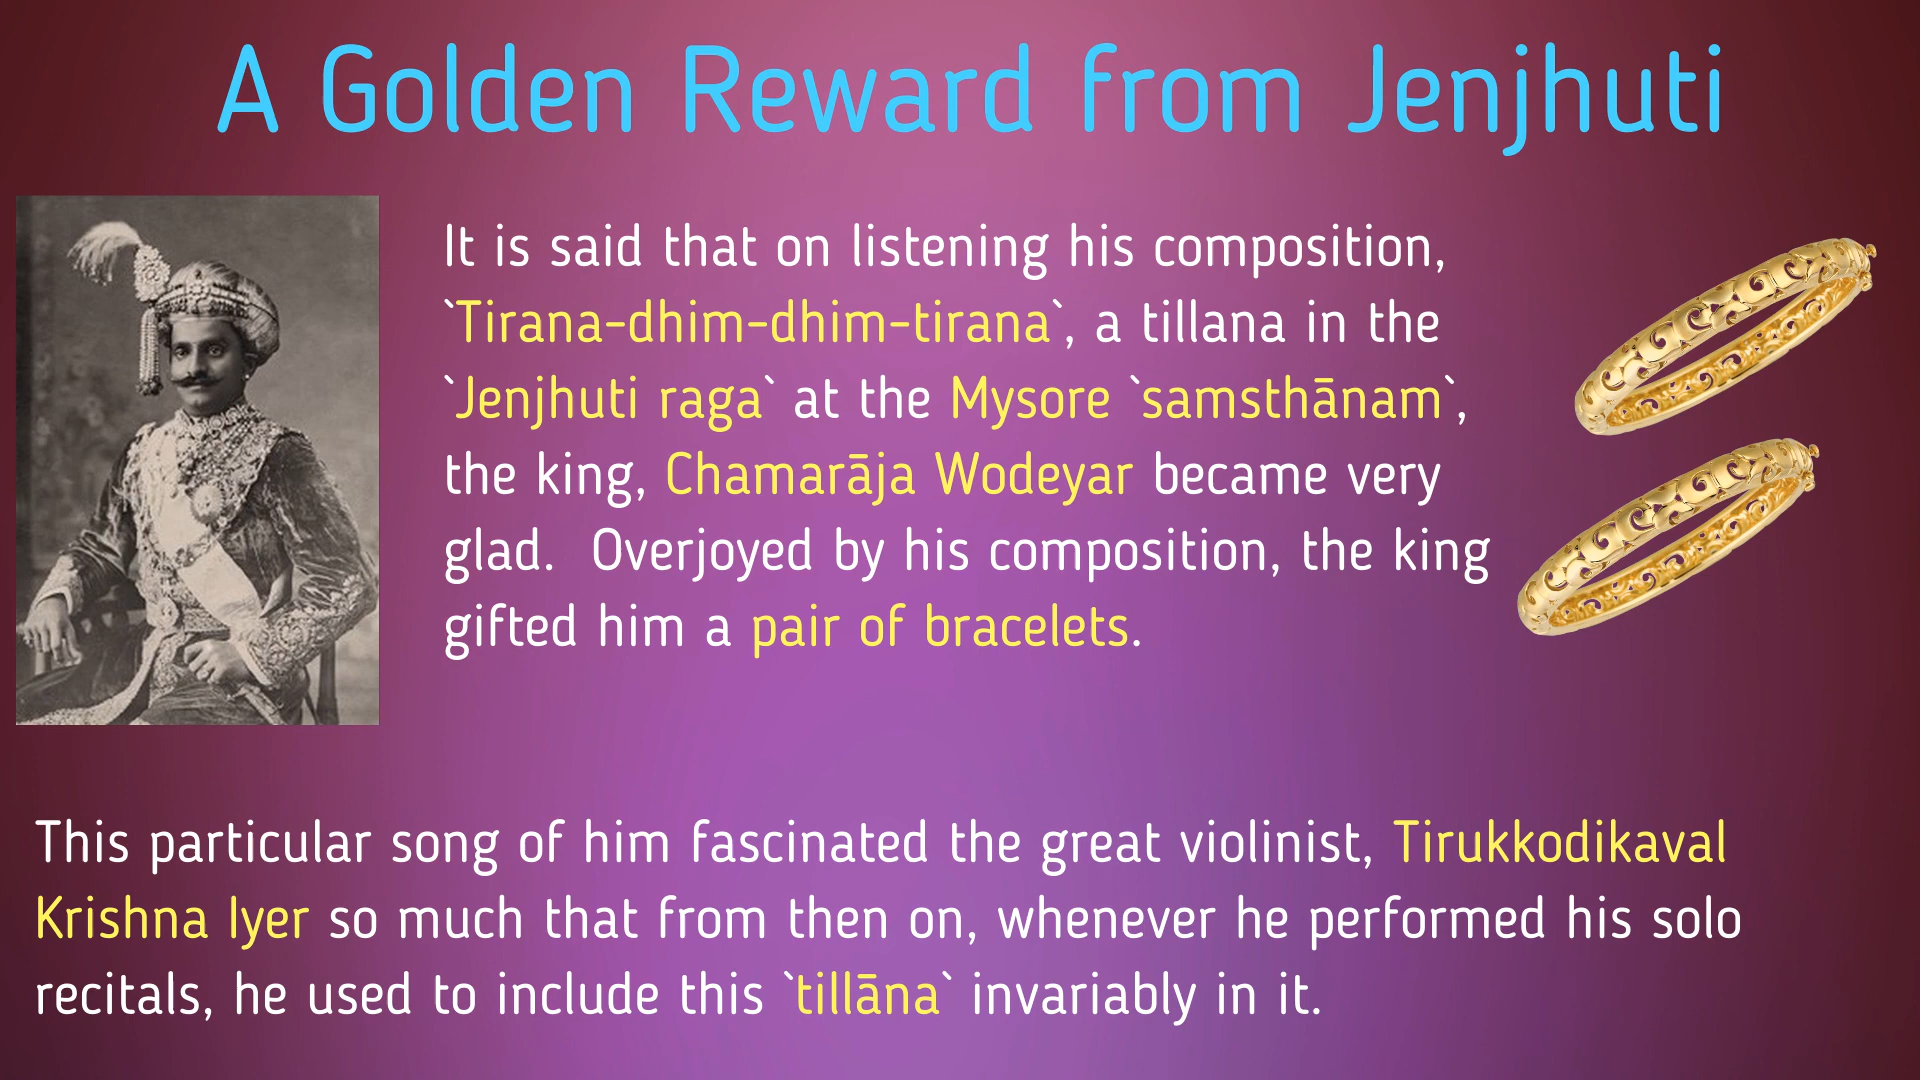 A Golden Reward from Jenjhuti
It is said that on listening his composition,
`Tirana-dhim-dhim-tirana`, a tillana in the
`Jenjhuti raga` at the Mysore `samsthānam`,
the king, Chamarāja Wodeyar became very
glad.  Overjoyed by his composition, the king
gifted him a pair of bracelets.
This particular song of him fascinated the great violinist, Tirukkodikaval
Krishna Iyer so much that from then on, whenever he performed his solo
recitals, he used to include this `tillāna` invariably in it.